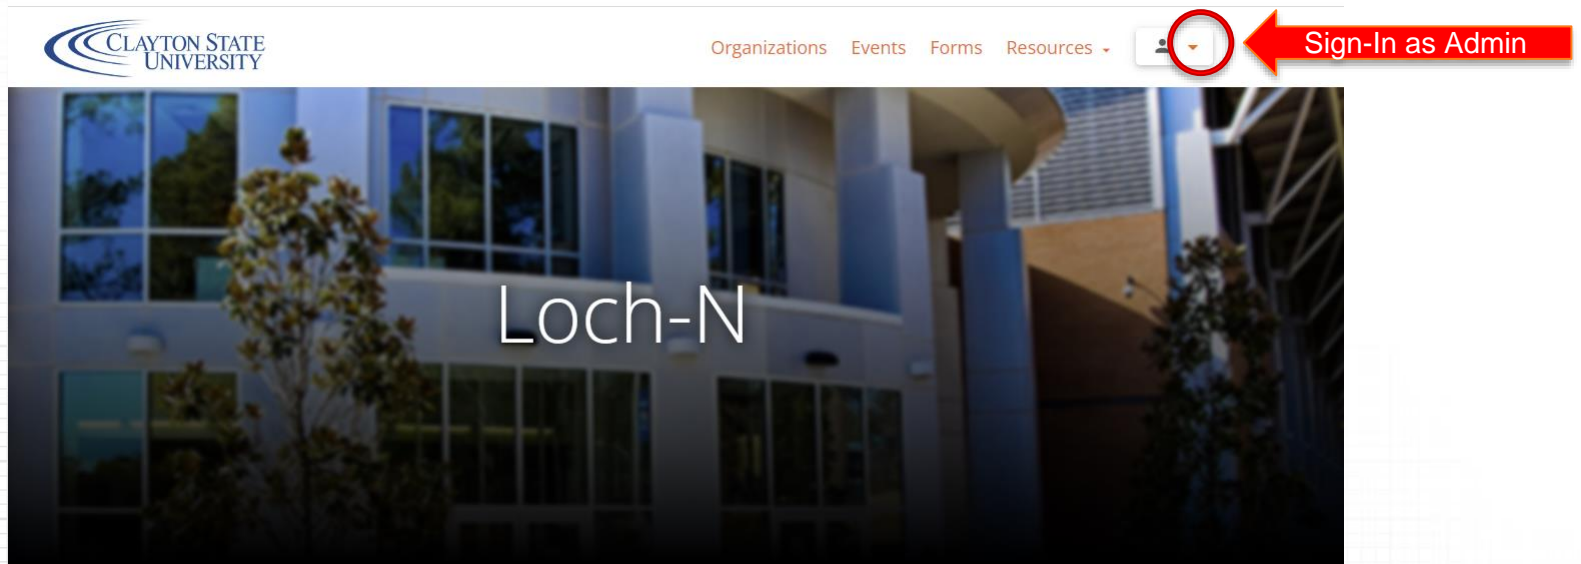 CLAYTON STATE
UNIVERSITY
Organizations Events Forms Resources
Sign-In as Admin
Loch-N